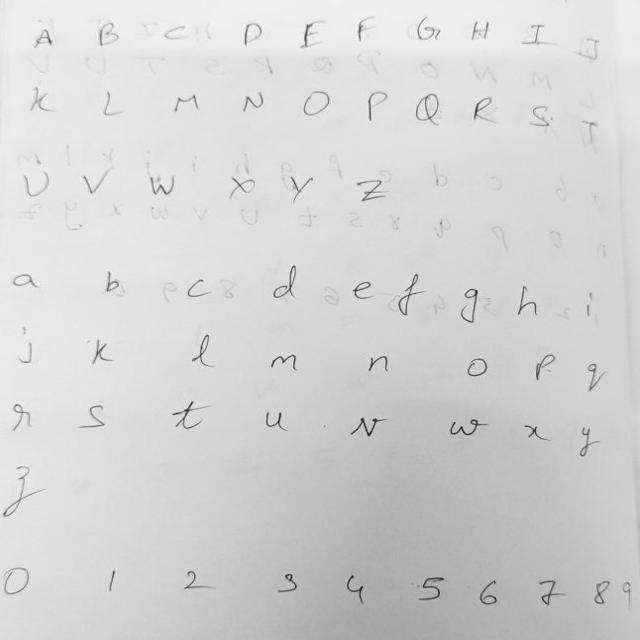 A B C D E F G H I J
K L M N O P Q R S T
U V W X Y Z
a b c d e f g h i
j k l m n o p q
r s t u v w x y
z
0 1 2 3 4 5 6 7 8 9